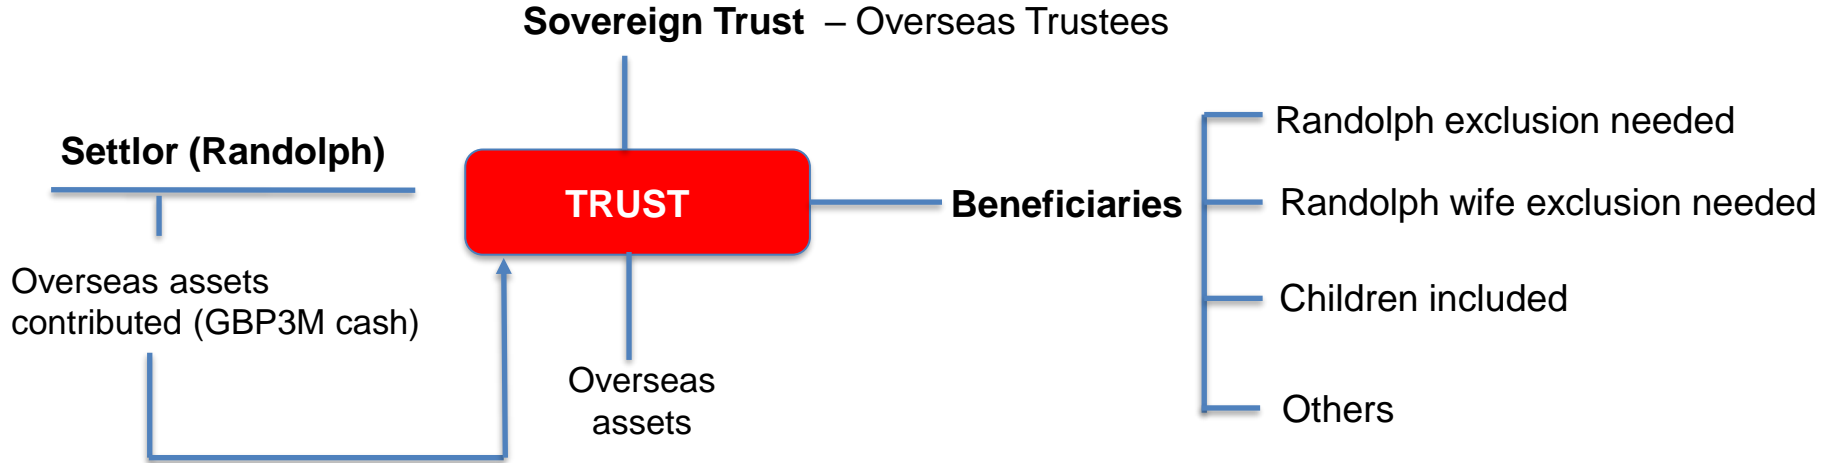 Sovereign Trust – Overseas Trustees
Settlor (Randolph)
Overseas assets
contributed (GBP3M cash)
TRUST
Overseas
assets
Beneficiaries
Randolph exclusion needed
Randolph wife exclusion needed
Children included
Others